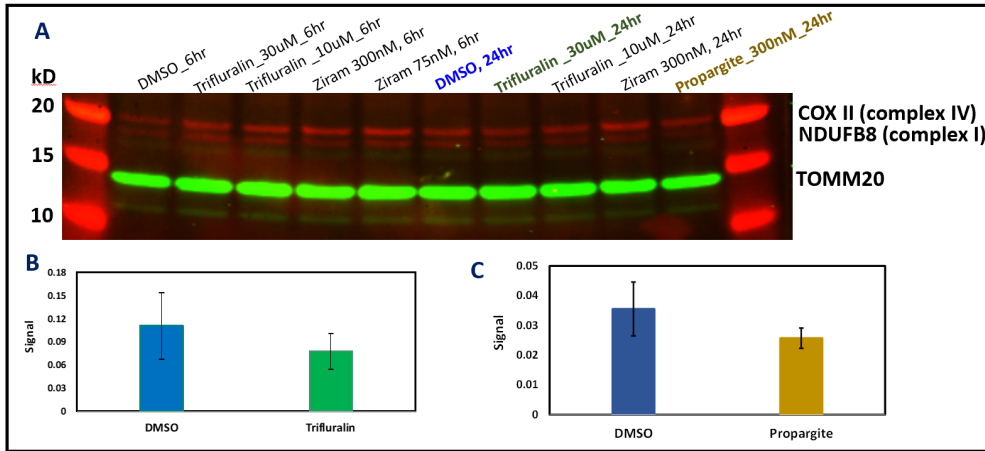 A
kD
DMSO_6hr
Trifluralin_30uM_6hr
Trifluralin _10uM_6hr
Ziram 300nM, 6hr
Ziram 75nM, 6hr
DMSO, 24hr
Trifluralin _30uM_24hr
Trifluralin _10uM_24hr
Ziram 300nM, 24hr
Propargite_300nM_24hr
20
15
10
COX II (complex IV)
NDUFB8 (complex I)
TOMM20
B
0.18
0.15
0.12
0.09
0.06
0.03
0
Signal
DMSO
Trifluralin
C
0.05
0.04
0.03
0.02
0.01
0
Signal
DMSO
Propargite